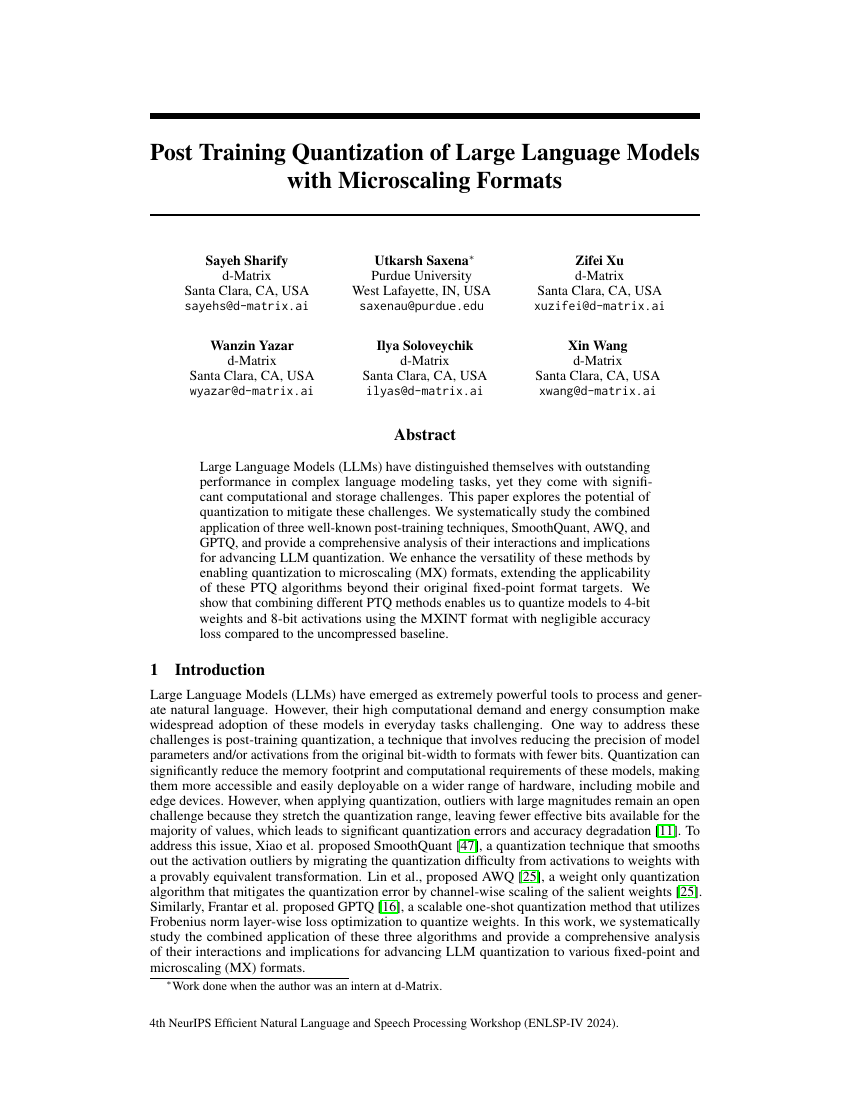 Post Training Quantization of Large Language Models
with Microscaling Formats
Sayeh Sharify
d-Matrix
Santa Clara, CA, USA
sayehs@d-matrix.ai
Utkarsh Saxena*
Purdue University
West Lafayette, IN, USA
saxenau@purdue.edu
Zifei Xu
d-Matrix
Santa Clara, CA, USA
xuzifei@d-matrix.ai
Wanzin Yazar
d-Matrix
Santa Clara, CA, USA
wyazar@d-matrix.ai
Ilya Soloveychik
d-Matrix
Santa Clara, CA, USA
ilyas@d-matrix.ai
Xin Wang
d-Matrix
Santa Clara, CA, USA
xwang@d-matrix.ai
Abstract
Large Language Models (LLMs) have distinguished themselves with outstanding
performance in complex language modeling tasks, yet they come with signifi-
cant computational and storage challenges. This paper explores the potential of
quantization to mitigate these challenges. We systematically study the combined
application of three well-known post-training techniques, SmoothQuant, AWQ, and
GPTQ, and provide a comprehensive analysis of their interactions and implications
for advancing LLM quantization. We enhance the versatility of these methods by
enabling quantization to microscaling (MX) formats, extending the applicability
of these PTQ algorithms beyond their original fixed-point format targets. We
show that combining different PTQ methods enables us to quantize models to 4-bit
weights and 8-bit activations using the MXINT format with negligible accuracy
loss compared to the uncompressed baseline.
1 Introduction
Large Language Models (LLMs) have emerged as extremely powerful tools to process and gener-
ate natural language. However, their high computational demand and energy consumption make
widespread adoption of these models in everyday tasks challenging. One way to address these
challenges is post-training quantization, a technique that involves reducing the precision of model
parameters and/or activations from the original bit-width to formats with fewer bits. Quantization can
significantly reduce the memory footprint and computational requirements of these models, making
them more accessible and easily deployable on a wider range of hardware, including mobile and
edge devices. However, when applying quantization, outliers with large magnitudes remain an open
challenge because they stretch the quantization range, leaving fewer effective bits available for the
majority of values, which leads to significant quantization errors and accuracy degradation [11]. To
address this issue, Xiao et al. proposed SmoothQuant [47], a quantization technique that smooths
out the activation outliers by migrating the quantization difficulty from activations to weights with
a provably equivalent transformation. Lin et al., proposed AWQ [25], a weight only quantization
algorithm that mitigates the quantization error by channel-wise scaling of the salient weights [25].
Similarly, Frantar et al. proposed GPTQ [16], a scalable one-shot quantization method that utilizes
Frobenius norm layer-wise loss optimization to quantize weights. In this work, we systematically
study the combined application of these three algorithms and provide a comprehensive analysis
of their interactions and implications for advancing LLM quantization to various fixed-point and
microscaling (MX) formats.
*Work done when the author was an intern at d-Matrix.
4th NeurIPS Efficient Natural Language and Speech Processing Workshop (ENLSP-IV 2024).